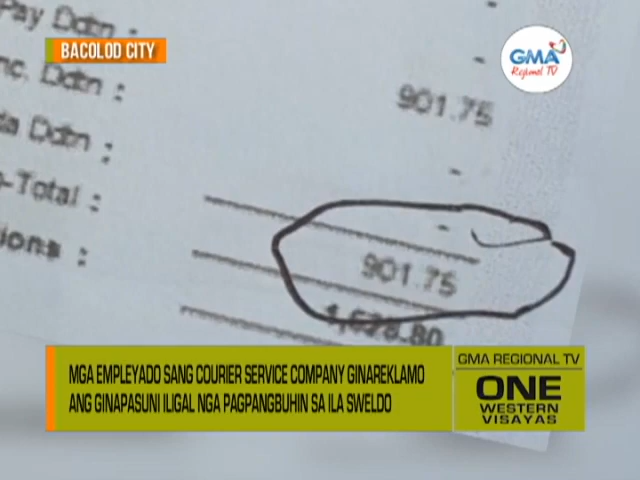 BACOLOD CITY
GMA
Regional TV
Pay Ddtn :
nc. Ddtn :
901.75
-
da Ddtn :
-
-Total :
-
901.75
ions :
MGA EMPLEYADO SANG COURIER SERVICE COMPANY GINAREKLAMO
ANG GINAPASUNI ILIGAL NGA PAGPANGBUHIN SA ILA SWELDO
GMA REGIONAL TV
ONE
WESTERN
VISAYAS